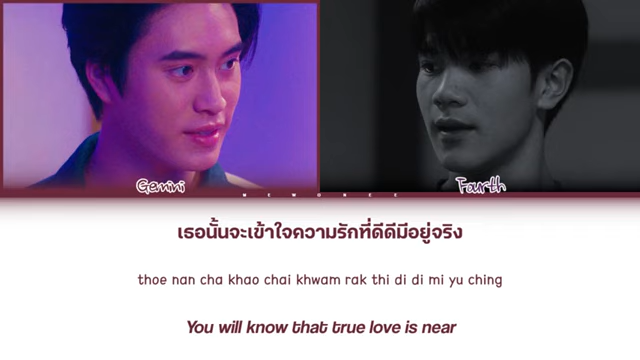 Gemini
Fourth
NEWONEE
เธอนั้นจะเข้าใจความรักที่ดีดีมีอยู่จริง
thoe nan cha khao chai khwam rak thi di di mi yu ching
You will know that true love is near